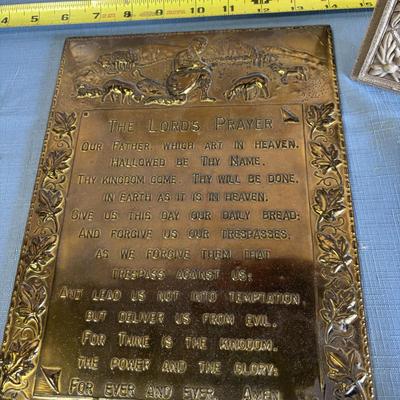 5 6 7 8 9 10 11 12 13 14 15
THE LORDS PRAYER
OUR FATHER, WHICH ART IN HEAVEN,
HALLOWED BE THY NAME.
THY KINGDOM COME. THY WILL BE DONE,
IN EARTH AS IT IS IN HEAVEN.
GIVE US THIS DAY OUR DAILY BREAD:
AND FORGIVE US OUR TRESPASSES,
AS WE FORGIVE THEM THAT
TRESPASS AGAINST US:
AND LEAD US NOT INTO TEMPTATION
BUT DELIVER US FROM EVIL.
FOR THINE IS THE KINGDOM.
THE POWER AND THE GLORY:
FOR EVER AND EVER. AMEN